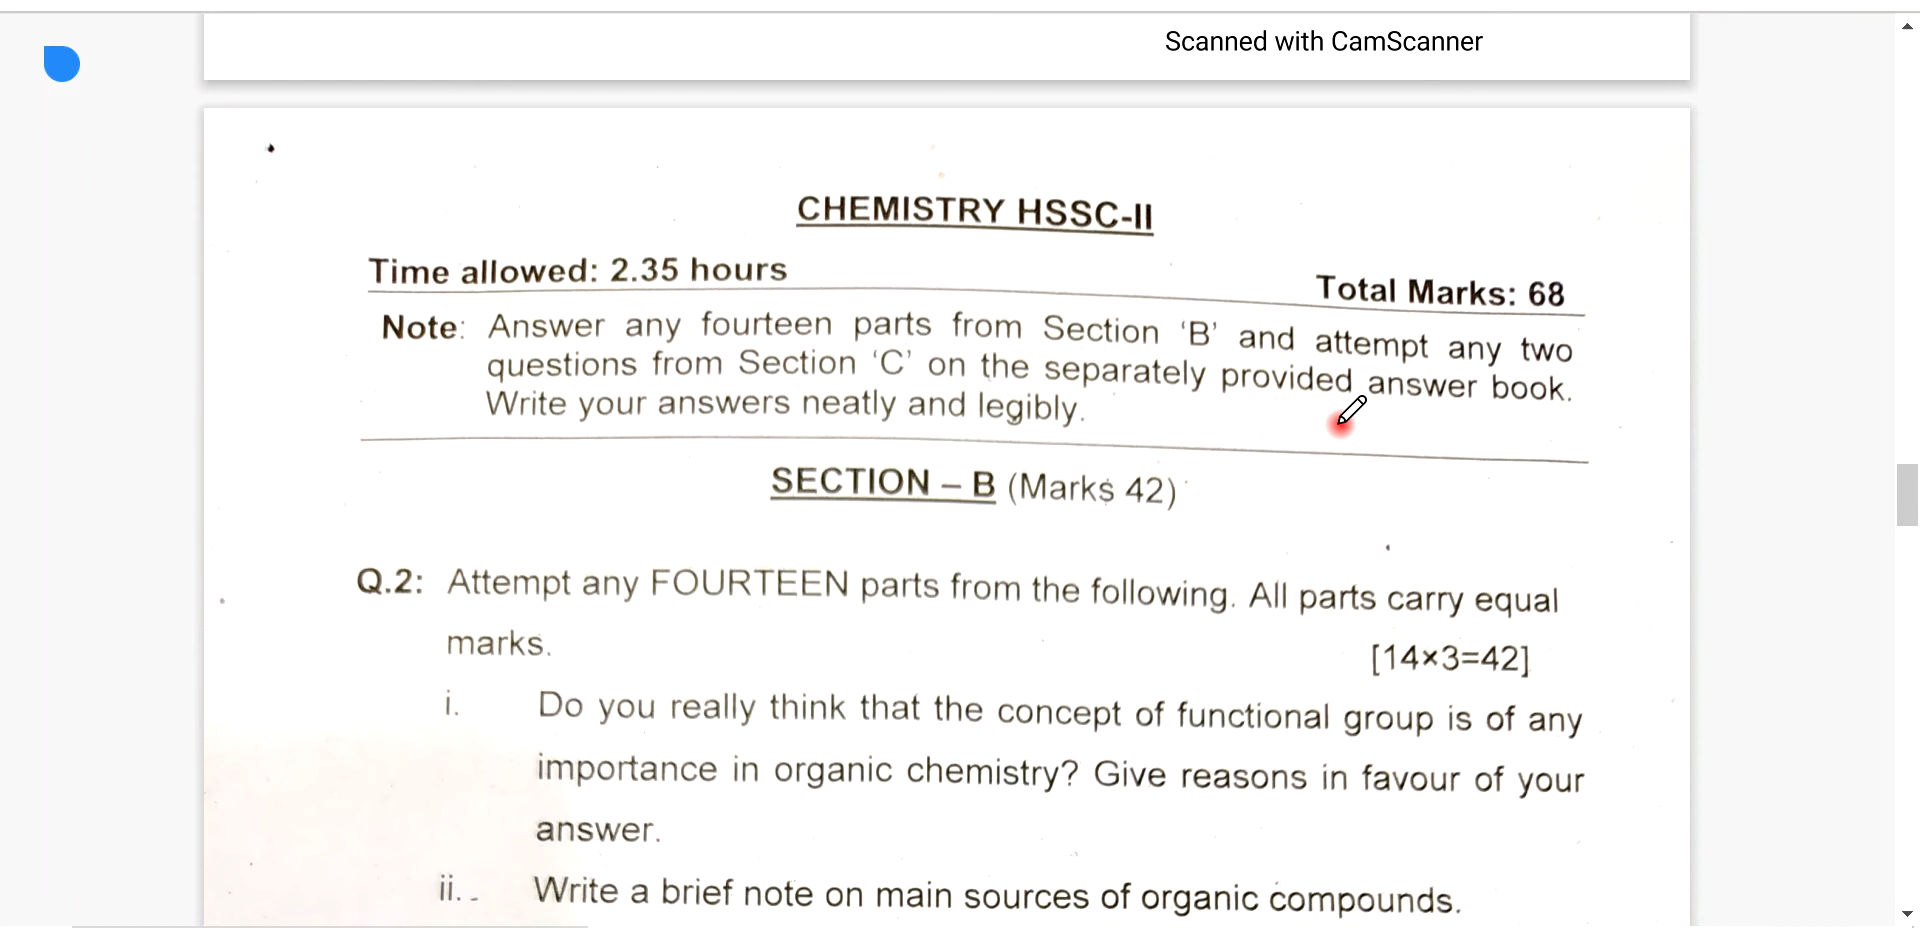 Scanned with CamScanner
CHEMISTRY HSSC-II
Time allowed: 2.35 hours
Total Marks: 68
Note: Answer any fourteen parts from Section ‘B’ and attempt any two
questions from Section ‘C’ on the separately provided answer book.
Write your answers neatly and legibly.
SECTION – B (Marks 42)
Q.2: Attempt any FOURTEEN parts from the following. All parts carry equal
marks. [14×3=42]
i. Do you really think that the concept of functional group is of any
importance in organic chemistry? Give reasons in favour of your
answer.
ii. Write a brief note on main sources of organic compounds.